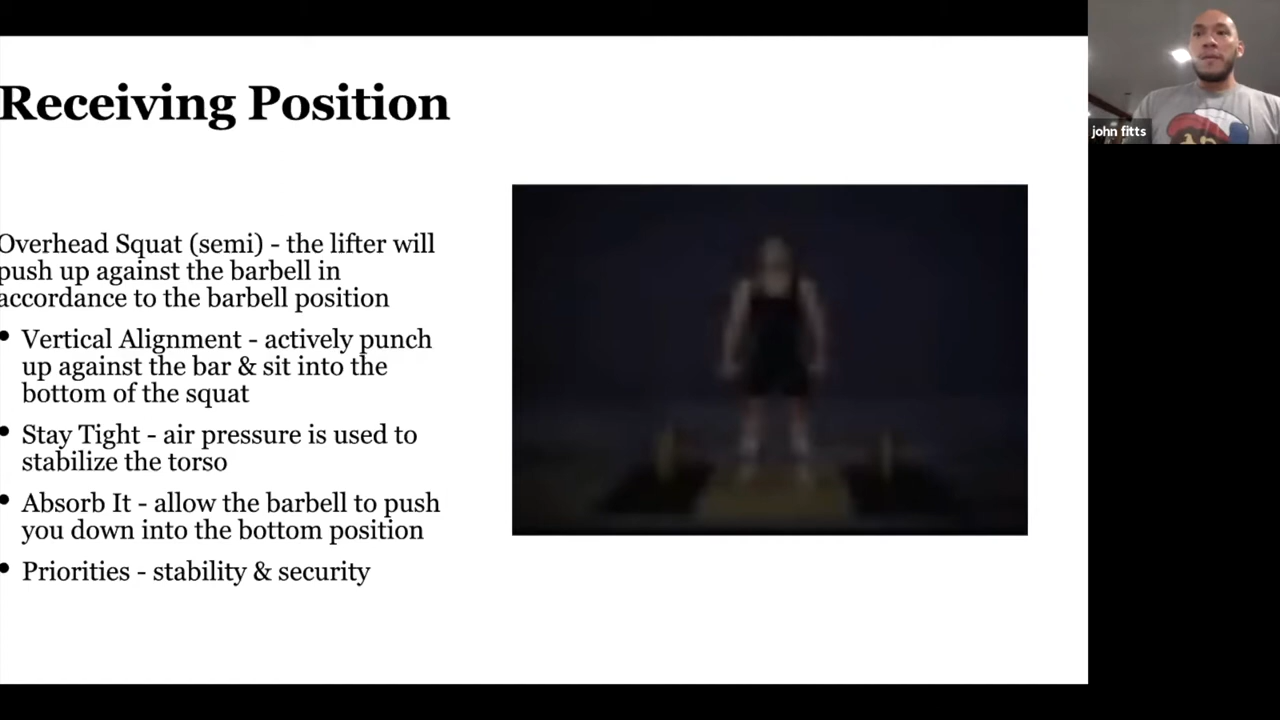 Receiving Position
john fitts
Overhead Squat (semi) - the lifter will
push up against the barbell in
accordance to the barbell position
• Vertical Alignment - actively punch
up against the bar & sit into the
bottom of the squat
• Stay Tight - air pressure is used to
stabilize the torso
• Absorb It - allow the barbell to push
you down into the bottom position
• Priorities - stability & security